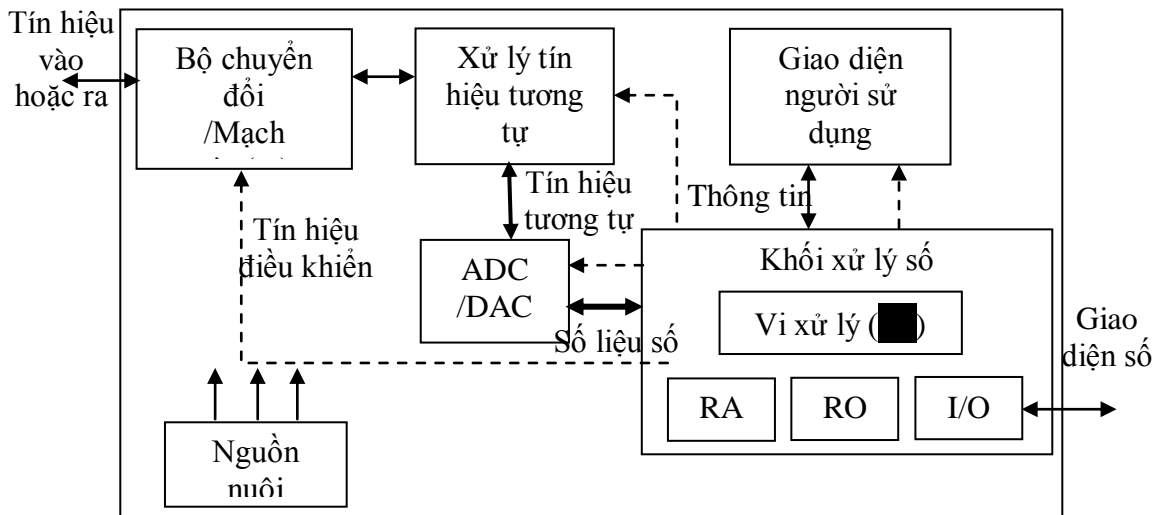 Tín hiệu
vào
hoặc ra
Bộ chuyển
đổi
/Mạch
Xử lý tín
hiệu tương
tự
Giao diện
người sử
dụng
Tín hiệu
tương tự
Thông tin
Tín hiệu
điều khiển
ADC
/DAC
Số liệu số
Khối xử lý số
Vi xử lý ( )
RA
RO
I/O
Giao
diện số
Nguồn
nuôi